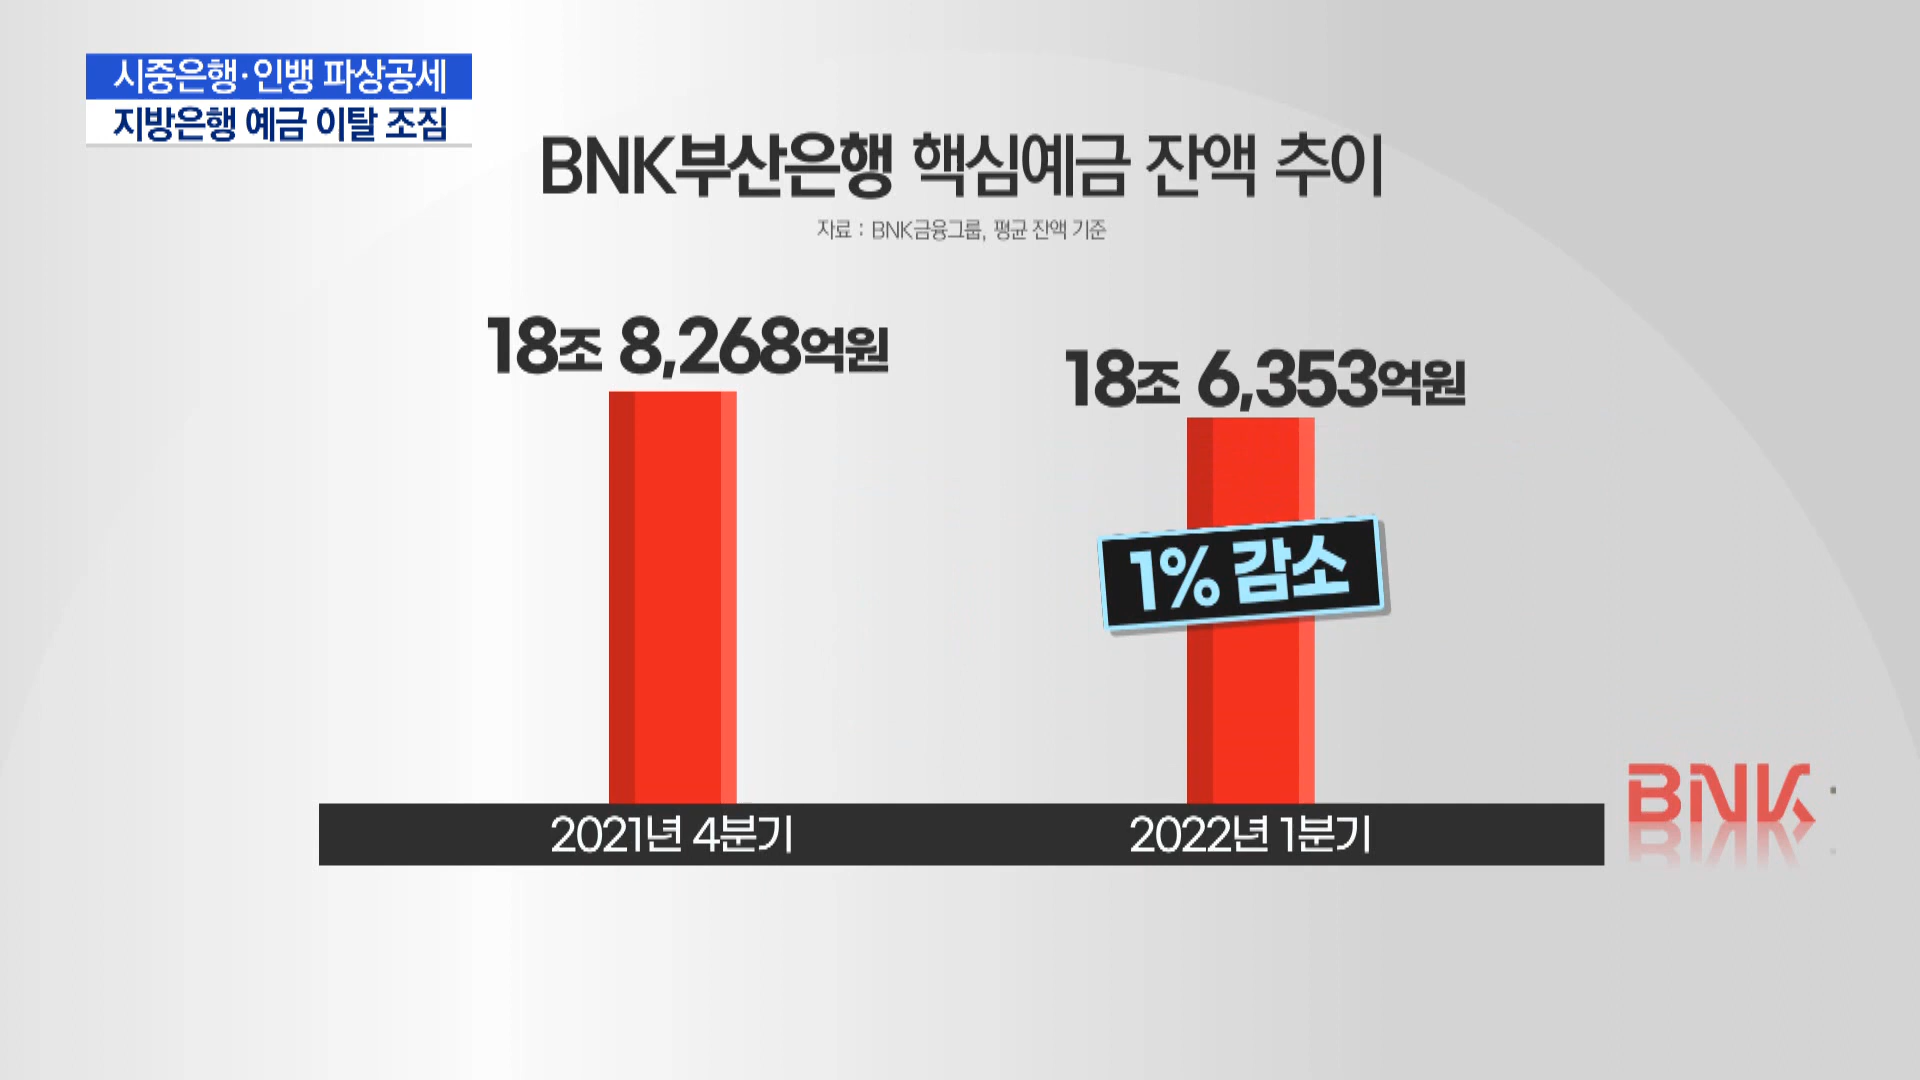 시중은행·인뱅 파상공세
지방은행 예금 이탈 조짐
BNK부산은행 핵심예금 잔액 추이
자료 : BNK금융그룹, 평균 잔액 기준
18조 8,268억원
18조 6,353억원
1% 감소
2021년 4분기
2022년 1분기
BNK